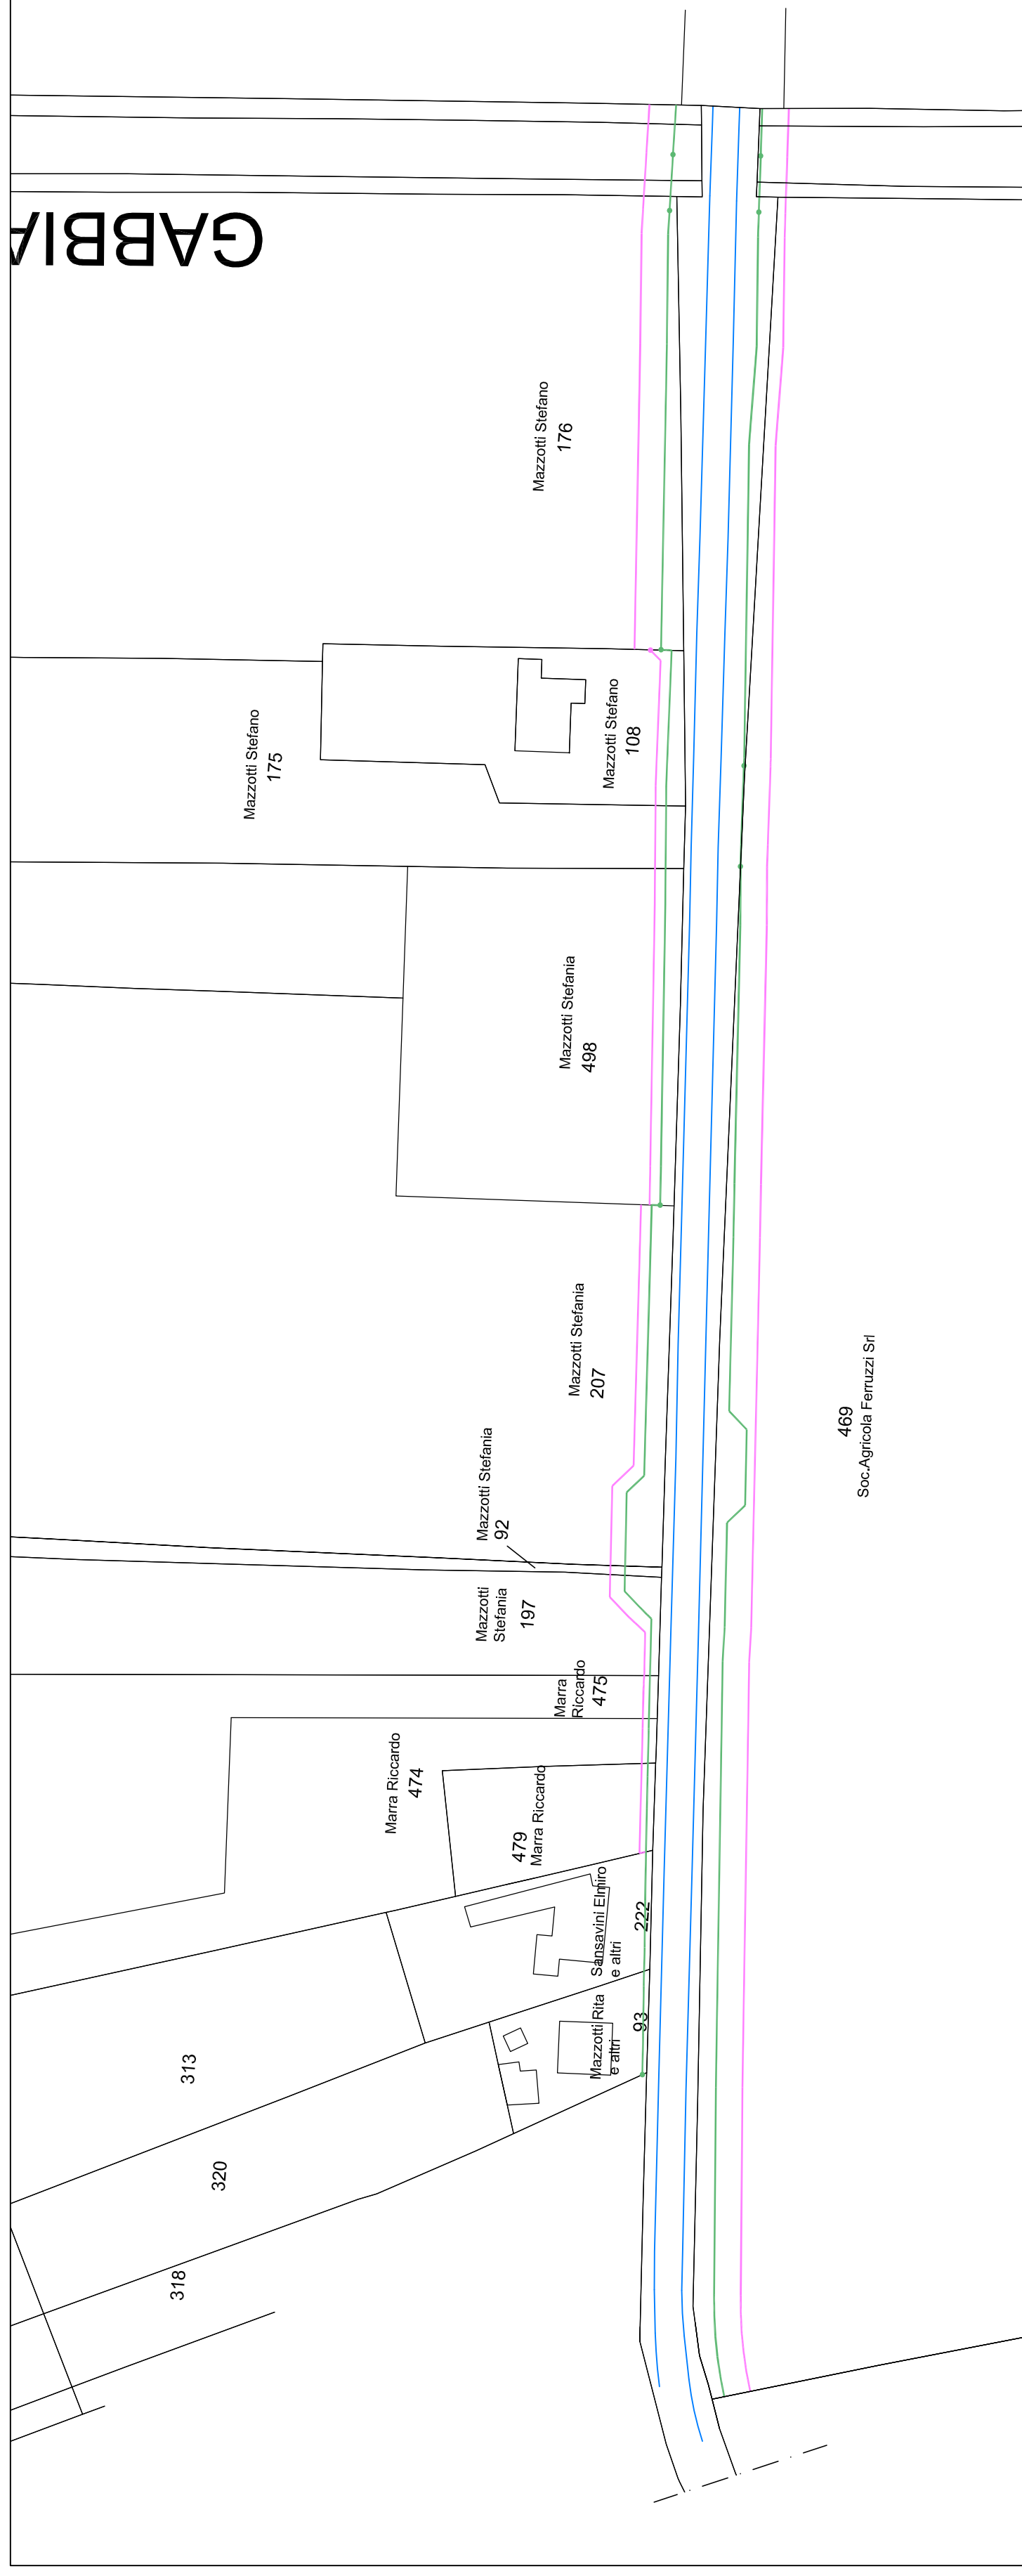 GABBIA
Mazzotti Stefano
176
Mazzotti Stefano
108
Mazzotti Stefano
175
Mazzotti Stefania
498
Mazzotti Stefania
207
469
Soc.Agricola Ferruzzi Srl
Mazzotti Stefania
92
Mazzotti
Stefania
197
Marra
Riccardo
475
Marra Riccardo
474
479
Marra Riccardo
Sansavini Elmiro
e altri
222
Mazzotti Rita
e altri
93
313
320
318